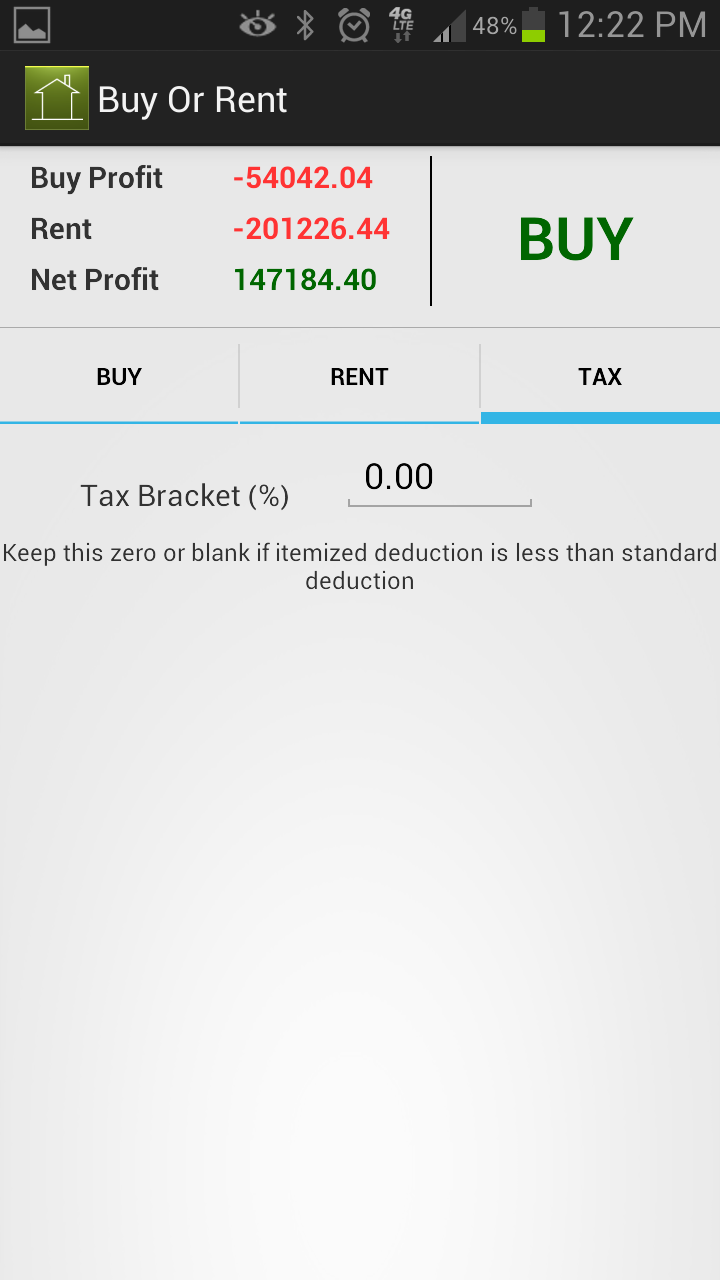 4G
LTE
48%
12:22 PM
Buy Or Rent
Buy Profit -54042.04
Rent -201226.44
Net Profit 147184.40
BUY
BUY RENT TAX
Tax Bracket (%) 0.00
Keep this zero or blank if itemized deduction is less than standard
deduction